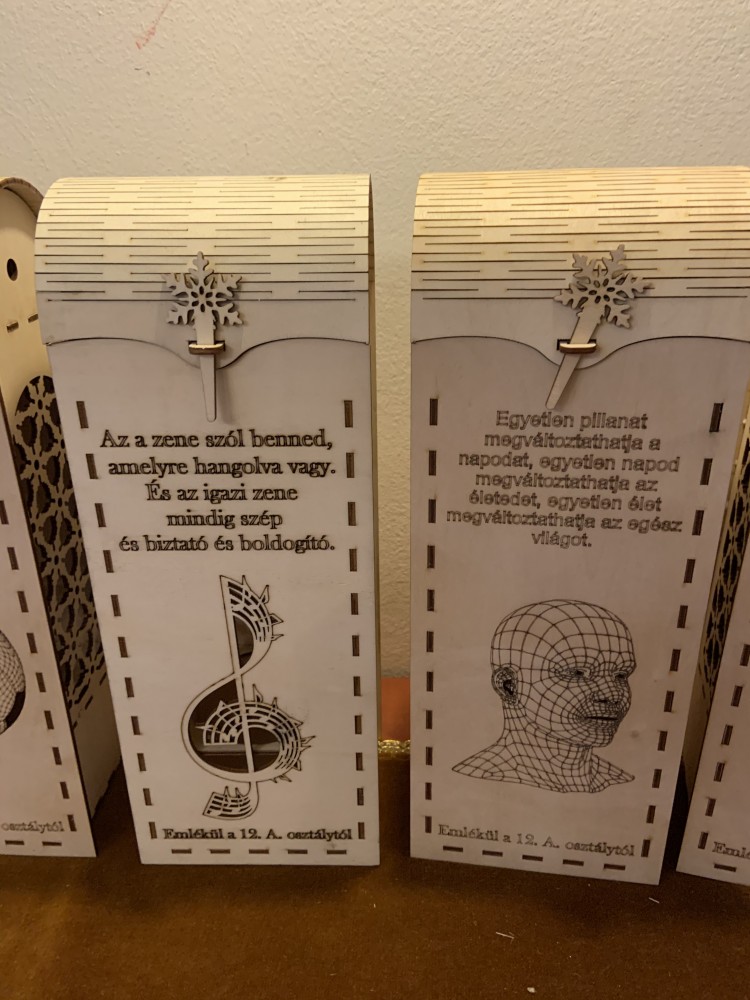 Az a zene szól benned,
amelyre hangolva vagy.
És az igazi zene
mindig szép
és biztató és boldogító.
Emlékül a 12. A. osztálytól
Egyetlen pillanat
megváltoztathatja a
napodat, egyetlen napod
megváltoztathatja az
életedet, egyetlen élet
megváltoztathatja az egész
világot.
Emlékül a 12. A.. osztálytól
osztálytól